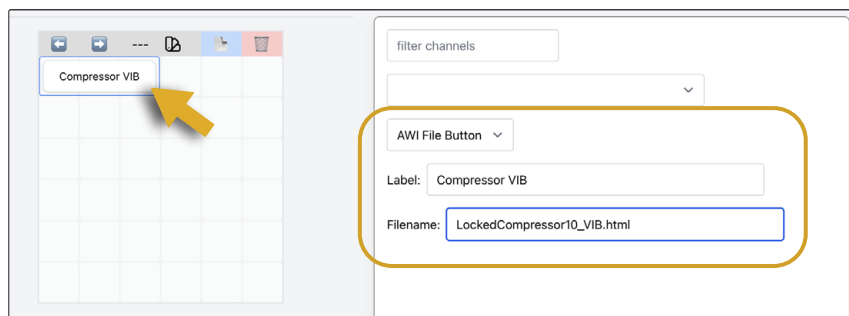 ---
Compressor VIB
filter channels
AWI File Button
Label: Compressor VIB
Filename: LockedCompressor10_VIB.html